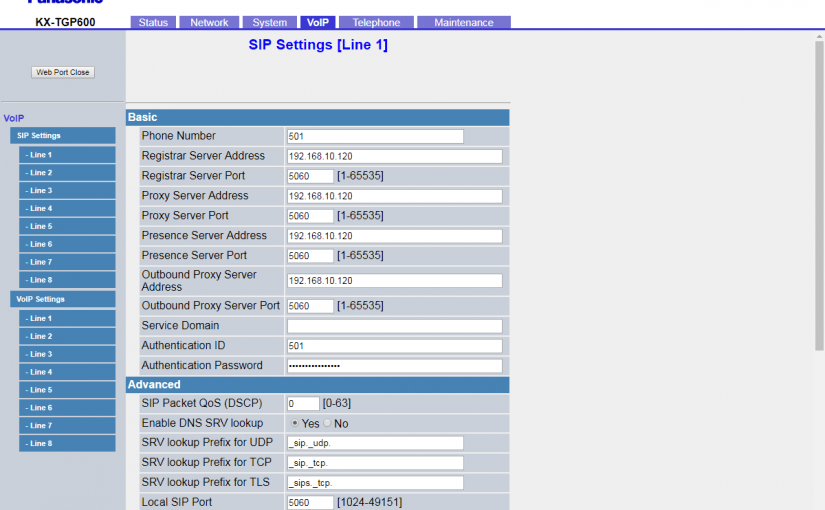 Panasonic
KX-TGP600
Status Network System VoIP Telephone Maintenance
SIP Settings [Line 1]
Web Port Close
VoIP
SIP Settings
- Line 1
- Line 2
- Line 3
- Line 4
- Line 5
- Line 6
- Line 7
- Line 8
VoIP Settings
- Line 1
- Line 2
- Line 3
- Line 4
- Line 5
- Line 6
- Line 7
- Line 8
Basic
Phone Number 501
Registrar Server Address 192.168.10.120
Registrar Server Port 5060 [1-65535]
Proxy Server Address 192.168.10.120
Proxy Server Port 5060 [1-65535]
Presence Server Address 192.168.10.120
Presence Server Port 5060 [1-65535]
Outbound Proxy Server
Address 192.168.10.120
Outbound Proxy Server Port 5060 [1-65535]
Service Domain
Authentication ID 501
Authentication Password ••••••••••••••••
Advanced
SIP Packet QoS (DSCP) 0 [0-63]
Enable DNS SRV lookup Yes No
SRV lookup Prefix for UDP _sip._udp.
SRV lookup Prefix for TCP _sip._tcp.
SRV lookup Prefix for TLS _sips._tcp.
Local SIP Port 5060 [1024-49151]